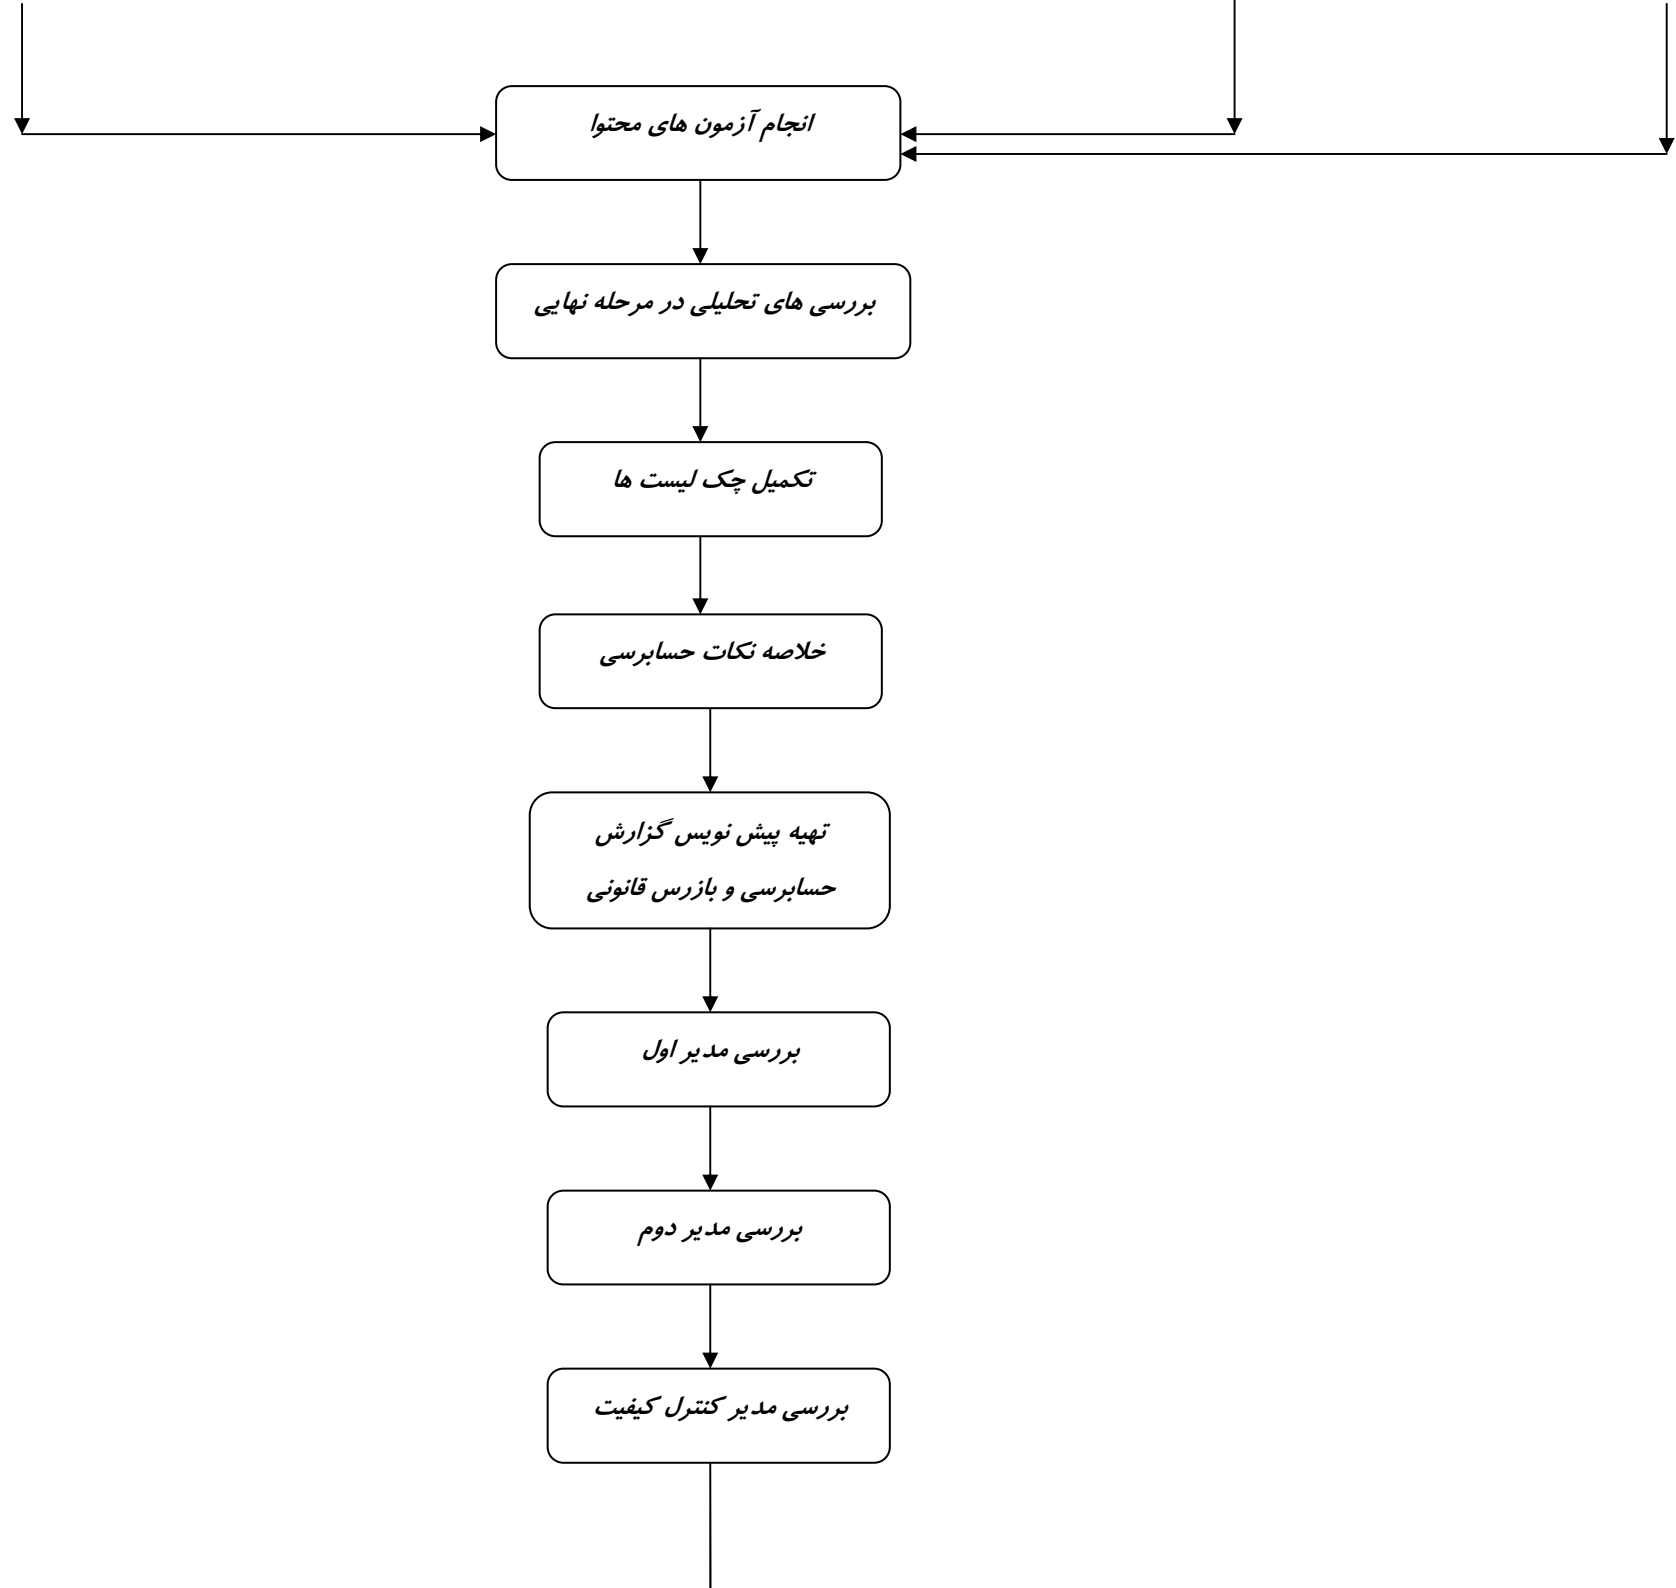 انجام آزمون های محتوا
بررسی های تحلیلی در مرحله نهایی
تکمیل چک لیست ها
خلاصه نکات حسابرسی
تهیه پیش نویس گزارش
حسابرسی و بازرس قانونی
بررسی مدیر اول
بررسی مدیر دوم
بررسی مدیر کنترل کیفیت